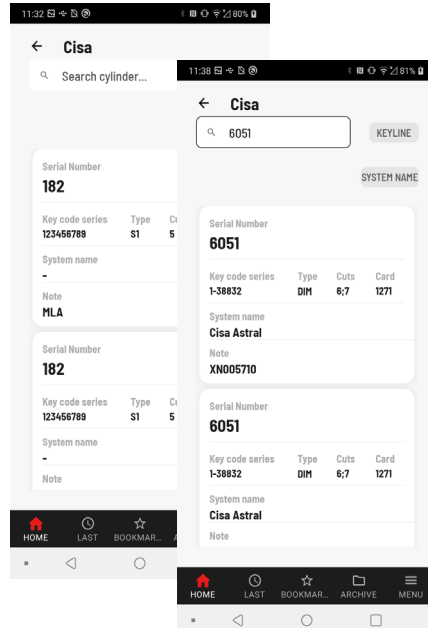 11:32 80%
Cisa
Search cylinder...
Serial Number
182
Key code series Type
123456789 S1 5
System name
-
Note
MLA
Serial Number
182
Key code series Type
123456789 S1 5
System name
-
Note
HOME LAST BOOKMAR...
11:38 81%
Cisa
6051 KEYLINE
SYSTEM NAME
Serial Number
6051
Key code series Type Cuts Card
1-38832 DIM 6;7 1271
System name
Cisa Astral
Note
XN005710
Serial Number
6051
Key code series Type Cuts Card
1-38832 DIM 6;7 1271
System name
Cisa Astral
Note
HOME LAST BOOKMAR... ARCHIVE MENU